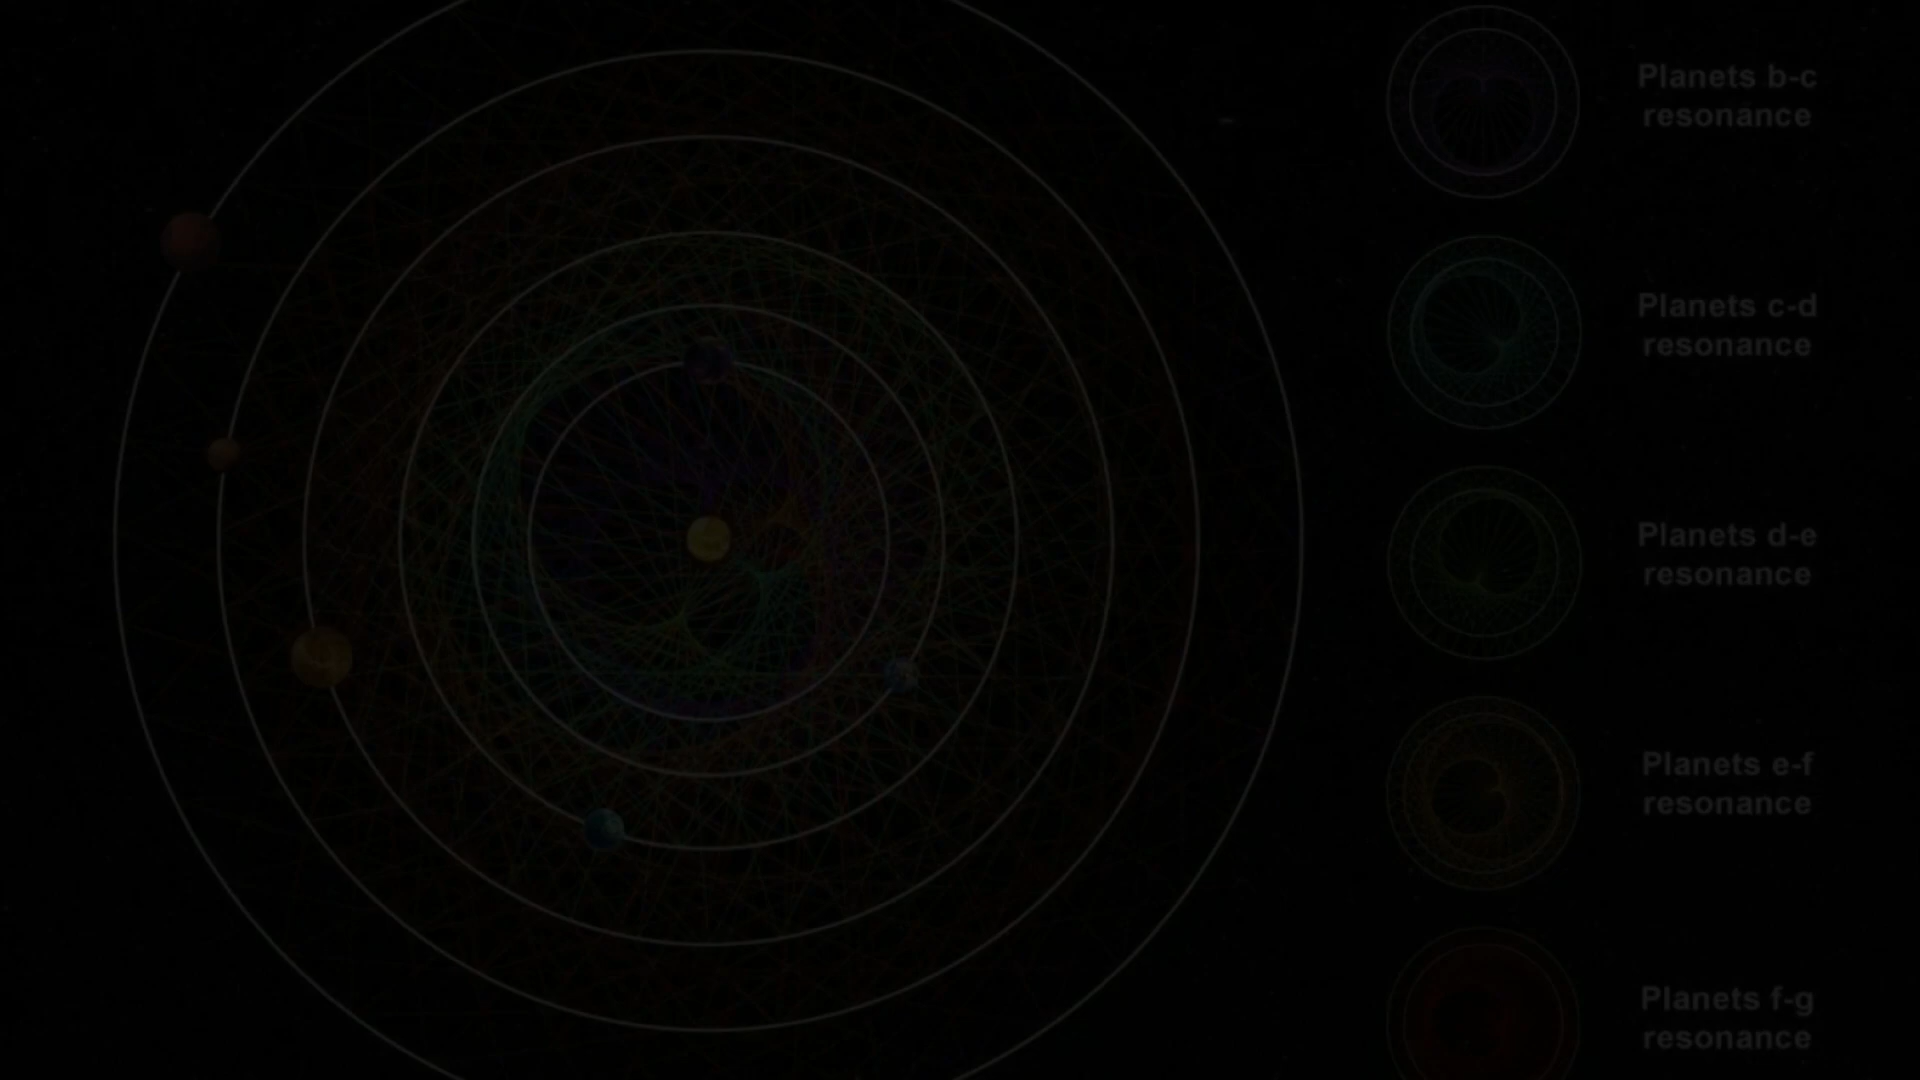 Planets b-c
resonance
Planets c-d
resonance
Planets d-e
resonance
Planets e-f
resonance
Planets f-g
resonance